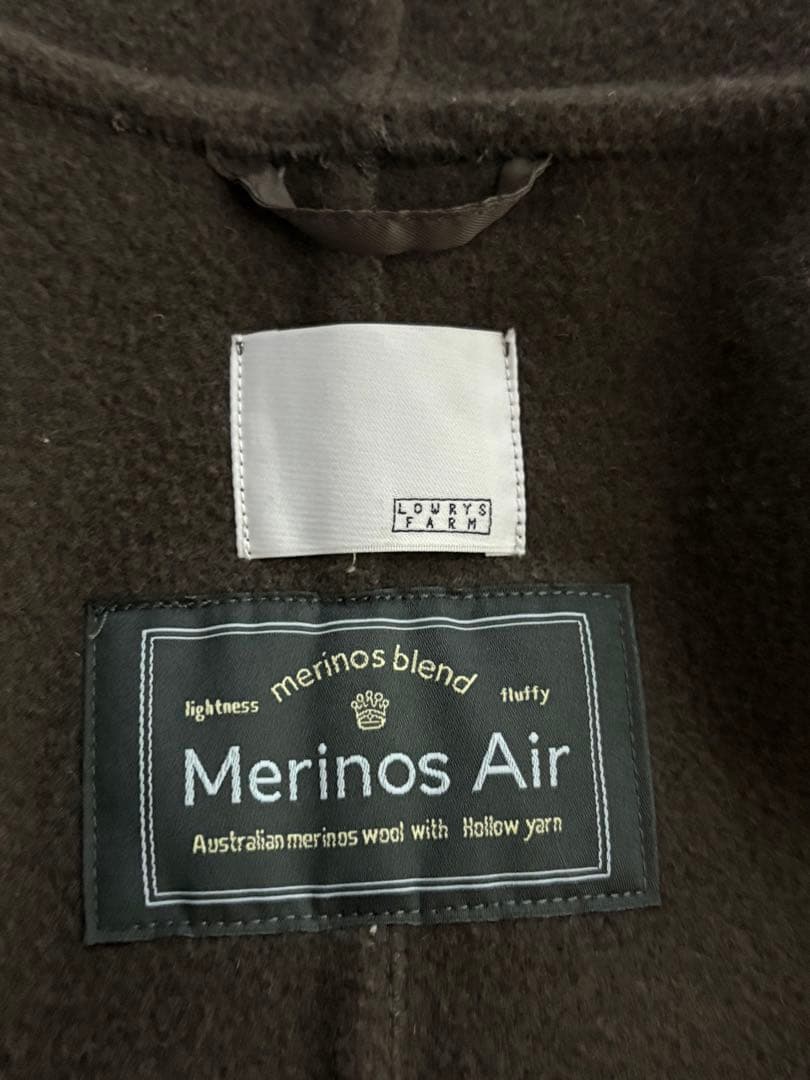 LOWRYS
FARM
merinos blend
lightness
fluffy
Merinos Air
Australian merinos wool with Hollow yarn